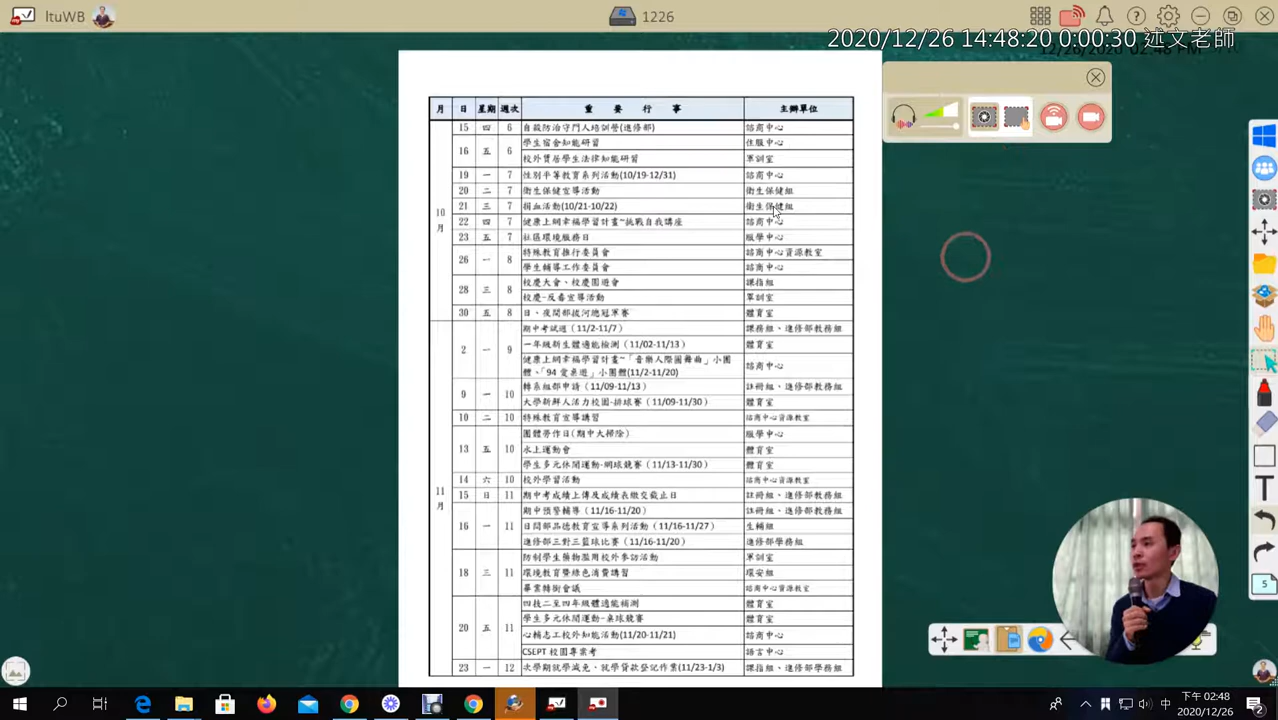 ltuWB
1226
2020/12/26 14:48:20 0:00:30 述文老師
月 日 星期 週次 重要行事 主辦單位
10月
15 四 6 自殺防治守門人培訓營(進修部) 諮商中心
16 五 6 學生宿舍知能研習 住服中心
校外賃居學生法律知能研習 軍訓室
19 一 7 性別平等教育系列活動(10/19-12/31) 諮商中心
20 二 7 衛生保健宣導活動 衛生保健組
21 三 7 捐血活動(10/21-10/22) 衛生保健組
22 四 7 健康上網幸福學習計畫~挑戰自我講座 諮商中心
23 五 7 社區環境服務日 服學中心
26 一 8 特殊教育推行委員會 諮商中心資源教室
學生輔導工作委員會 諮商中心
28 三 8 校慶大會、校慶園遊會 課指組
校慶-反毒宣導活動 軍訓室
30 五 8 日、夜間部拔河總冠軍賽 體育室
11月
2 一 9 期中考試週（11/2-11/7） 課務組、進修部教務組
一年級新生體適能檢測（11/02-11/13） 體育室
健康上網幸福學習計畫~「音樂人際圓舞曲」小團
體、「94愛桌遊」小團體(11/2-11/20) 諮商中心
9 一 10 轉系組部申請（11/09-11/13） 註冊組、進修部教務組
大學新鮮人活力校園-排球賽（11/09-11/30） 體育室
10 二 10 特殊教育宣導講習 諮商中心資源教室
13 五 10 團體勞作日(期中大掃除) 服學中心
水上運動會 體育室
學生多元休閒運動-網球競賽（11/13-11/30） 體育室
14 六 10 校外學習活動 諮商中心資源教室
15 日 11 期中考成績上傳及成績表繳交截止日 註冊組、進修部教務組
16 一 11 期中預警輔導（11/16-11/20） 註冊組、進修部教務組
日間部品德教育宣導系列活動（11/16-11/27） 生輔組
進修部三對三籃球比賽（11/16-11/20） 進修部學務組
18 三 11 防制學生藥物濫用校外參訪活動 軍訓室
環境教育暨綠色消費講習 環安組
畢業轉銜會議 諮商中心資源教室
20 五 11 四技二至四年級體適能補測 體育室
學生多元休閒運動-桌球競賽 體育室
心輔志工校外知能活動(11/20-11/21) 諮商中心
CSEPT 校園專案考 語言中心
23 一 12 次學期就學減免、就學貸款登記作業(11/23-1/3) 課指組、進修部學務組
5
中
下午 02:48
2020/12/26
2